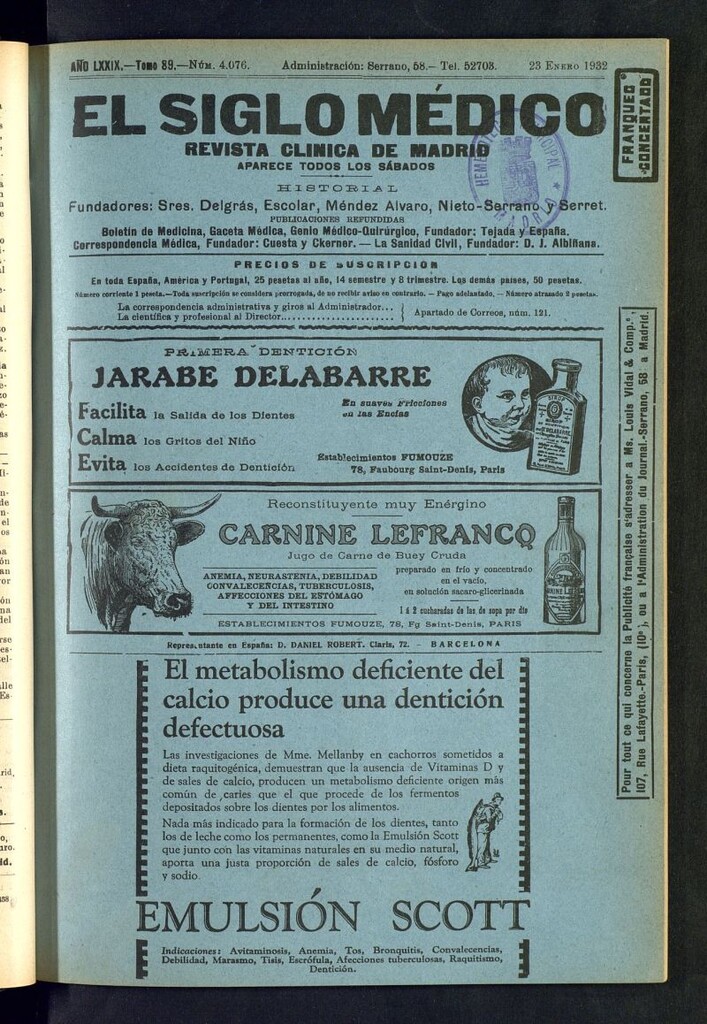 AÑO LXXIX.—Tomo 89.—Núm. 4.076. Administración: Serrano, 58.— Tel. 52703. 23 Enero 1932
EL SIGLO MÉDICO
REVISTA CLINICA DE MADRID
APARECE TODOS LOS SÁBADOS
FRANQUEO
CONCERTADO
HISTORIAL
Fundadores: Sres. Delgrás, Escolar, Méndez Alvaro, Nieto-Serrano y Serret.
PUBLICACIONES REFUNDIDAS
Boletín de Medicina, Gaceta Médica, Genio Médico-Quirúrgico, Fundador: Tejada y España.
Correspondencia Médica, Fundador: Cuesta y Ckerner. — La Sanidad Civil, Fundador: D. J. Albiñana.
PRECIOS DE SUSCRIPCIÓN
En toda España, América y Portugal, 25 pesetas al año, 14 semestre y 8 trimestre. Los demás países, 50 pesetas.
Número corriente 1 peseta.—Toda suscripción se considera prorrogada, de no recibir aviso en contrario. — Pago adelantado. — Número atrasado 2 pesetas.
La correspondencia administrativa y giros al Administrador...
La científica y profesional al Director......................
Apartado de Correos, núm. 121.
PRIMERA DENTICIÓN
JARABE DELABARRE
Facilita la Salida de los Dientes
Calma los Gritos del Niño
Evita los Accidentes de Dentición
En suaves Fricciones
en las Encías
Establecimientos FUMOUZE
78, Faubourg Saint-Denis, Paris
SIROP
DELABARRE
Reconstituyente muy Enérgino
CARNINE LEFRANCQ
Jugo de Carne de Buey Cruda
ANEMIA, NEURASTENIA, DEBILIDAD
CONVALECENCIAS, TUBERCULOSIS,
AFFECCIONES DEL ESTÓMAGO
Y DEL INTESTINO
preparado en frío y concentrado
en el vacío,
en solución sacaro-glicerinada
1 á 2 cucharadas de las de sopa por dia
ESTABLECIMIENTOS FUMOUZE, 78, Fg Saint-Denis, PARIS
Representante en España: D. DANIEL ROBERT. Claris, 72. - BARCELONA
El metabolismo deficiente del
calcio produce una dentición
defectuosa
Las investigaciones de Mme. Mellanby en cachorros sometidos a
dieta raquitogénica, demuestran que la ausencia de Vitaminas D y
de sales de calcio, producen un metabolismo deficiente origen más
común de caries que el que procede de los fermentos
depositados sobre los dientes por los alimentos.
Nada más indicado para la formación de los dientes, tanto
los de leche como los permanentes, como la Emulsión Scott
que junto con las vitaminas naturales en su medio natural,
aporta una justa proporción de sales de calcio, fósforo
y sodio.
EMULSIÓN SCOTT
Indicaciones: Avitaminosis, Anemia, Tos, Bronquitis, Convalecencias,
Debilidad, Marasmo, Tisis, Escrófula, Afecciones tuberculosas, Raquitismo,
Dentición.
Pour tout ce qui concerne la Publicité française s'adresser a Ms. Louis Vidal & Comp.ª,
107, Rue Lafayette.-Paris, (10ᵉ), ou a l'Administration du Journal.-Serrano, 58 a Madrid.